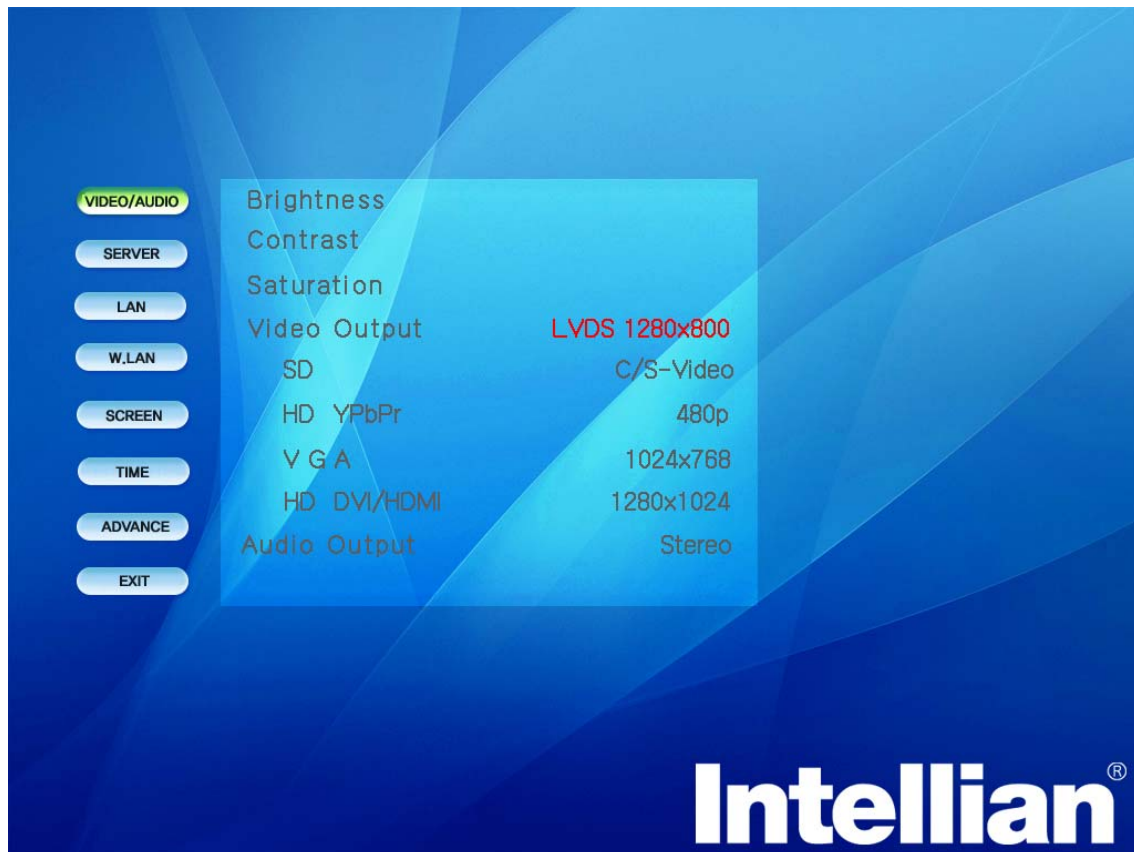 VIDEO/AUDIO
SERVER
LAN
W.LAN
SCREEN
TIME
ADVANCE
EXIT
Brightness
Contrast
Saturation
Video Output LVDS 1280x800
SD C/S-Video
HD YPbPr 480p
V G A 1024x768
HD DVI/HDMI 1280x1024
Audio Output Stereo
Intellian®